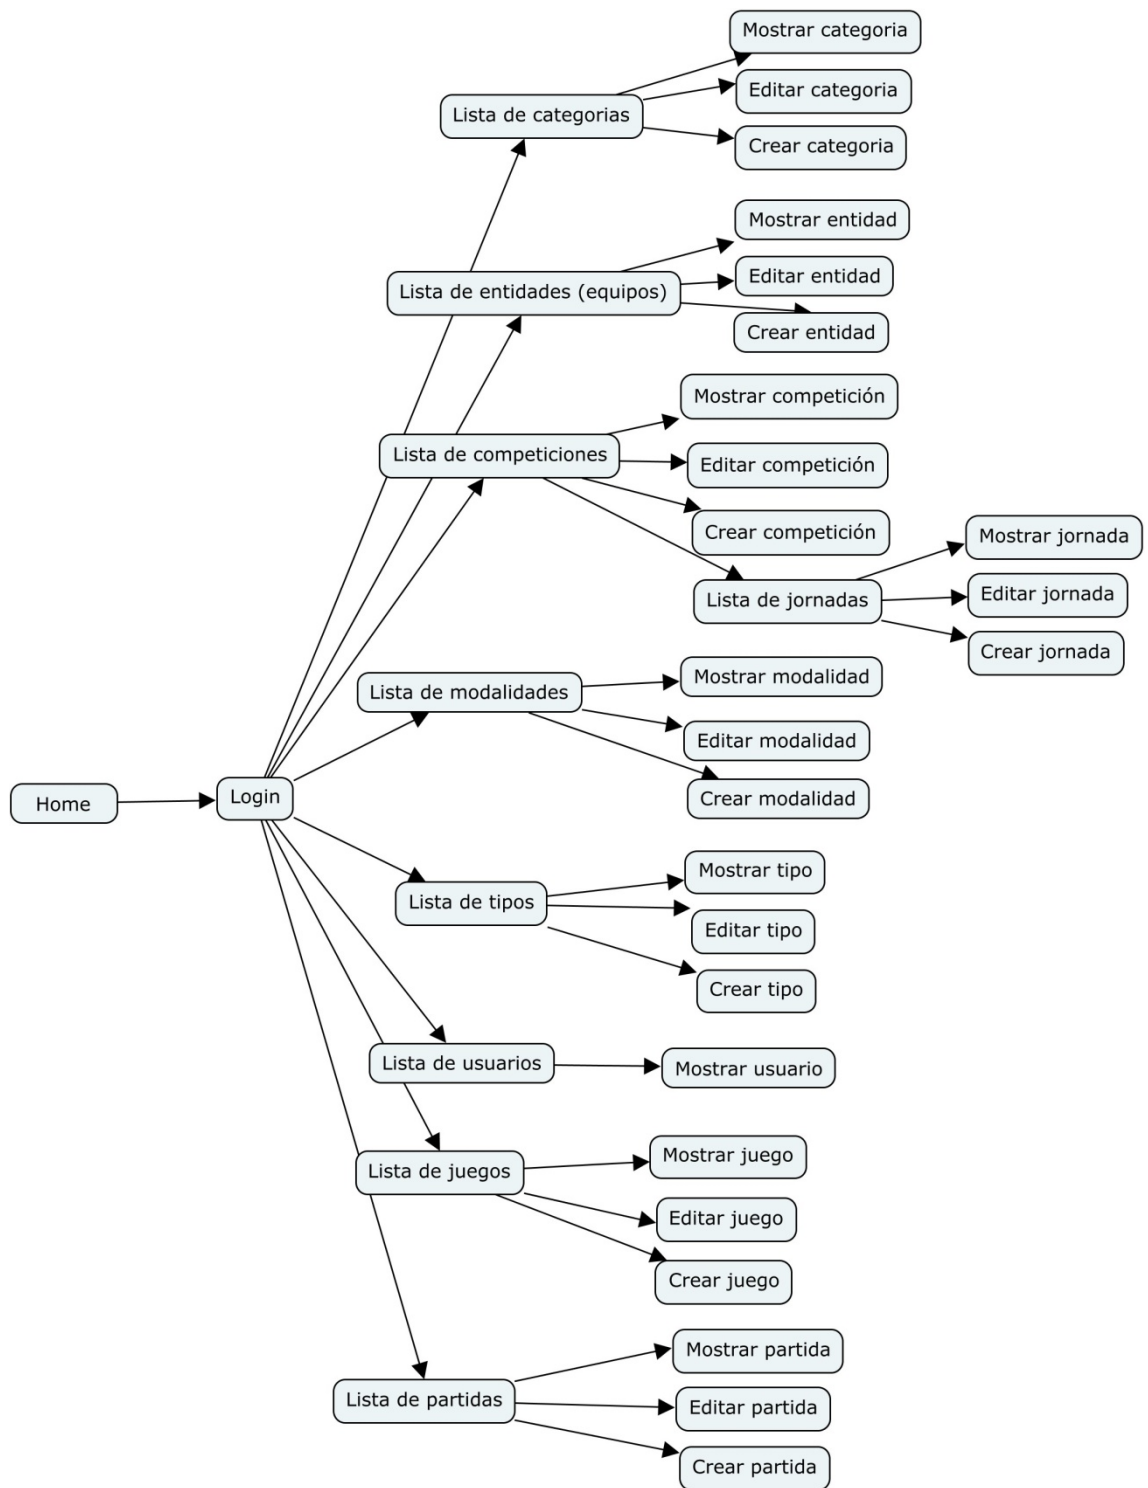 Mostrar categoria
Editar categoria
Lista de categorias
Crear categoria
Mostrar entidad
Editar entidad
Lista de entidades (equipos)
Crear entidad
Mostrar competición
Lista de competiciones
Editar competición
Crear competición
Mostrar jornada
Lista de jornadas
Editar jornada
Crear jornada
Mostrar modalidad
Lista de modalidades
Editar modalidad
Crear modalidad
Home
Login
Mostrar tipo
Lista de tipos
Editar tipo
Crear tipo
Lista de usuarios
Mostrar usuario
Mostrar juego
Lista de juegos
Editar juego
Crear juego
Mostrar partida
Lista de partidas
Editar partida
Crear partida